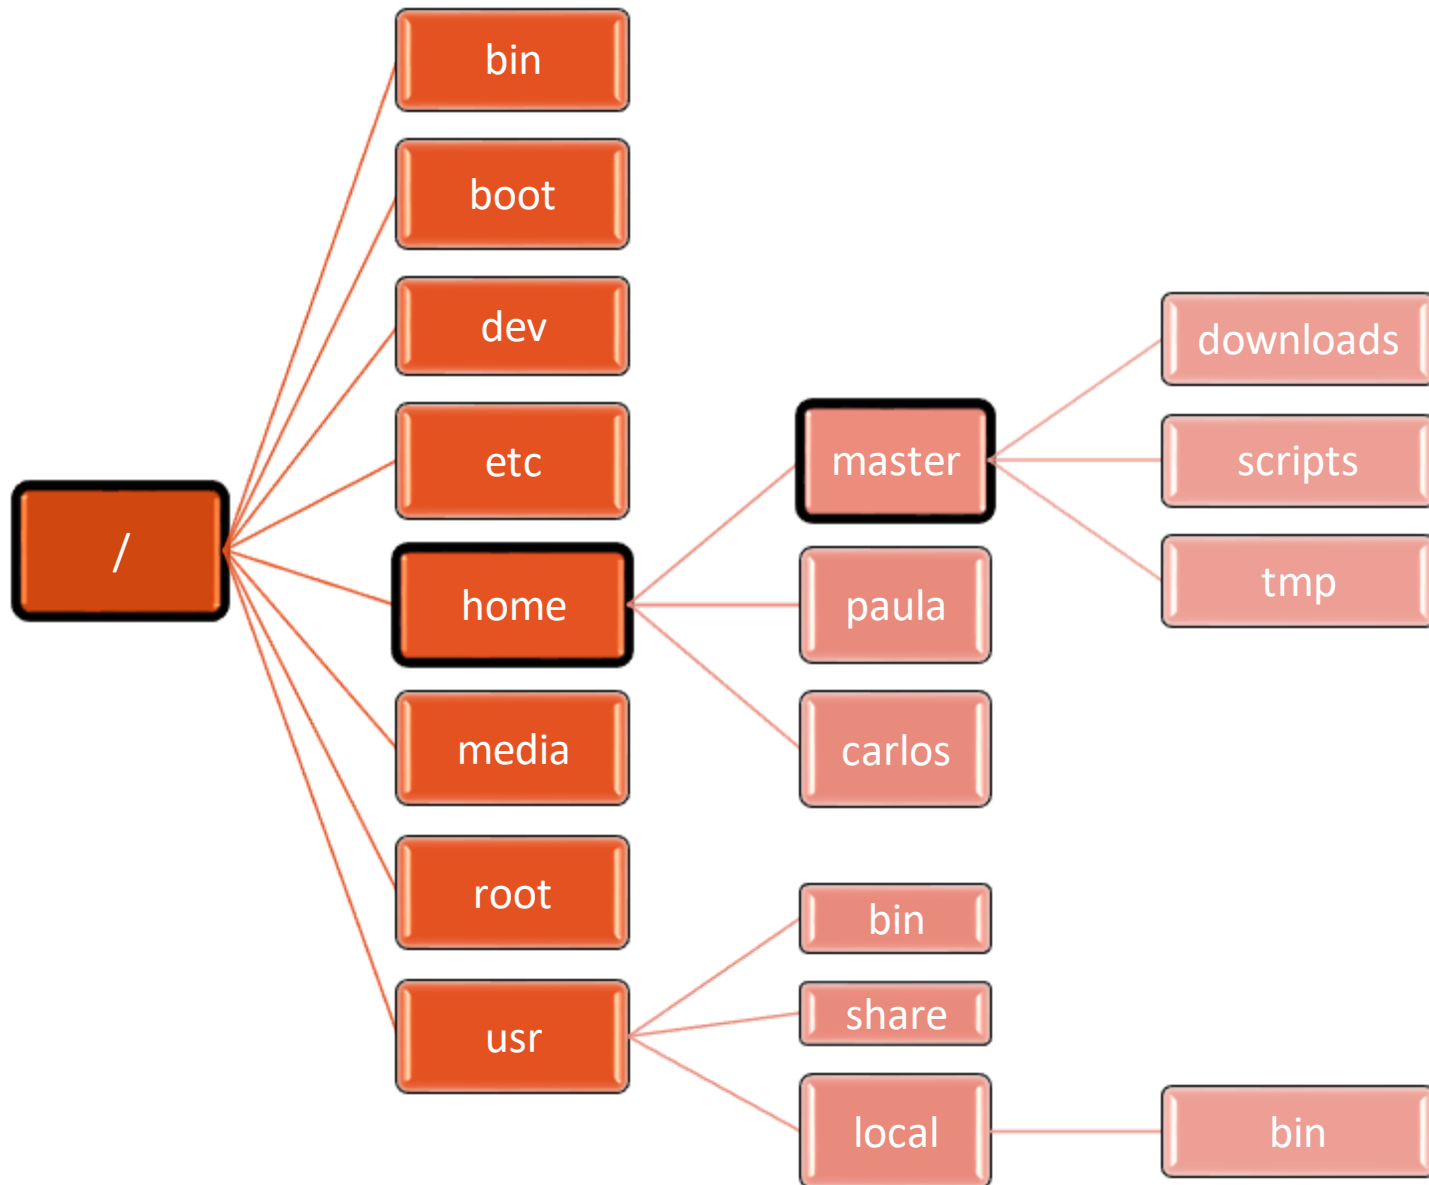 /
bin
boot
dev
etc
home
media
root
usr
master
paula
carlos
bin
share
local
downloads
scripts
tmp
bin